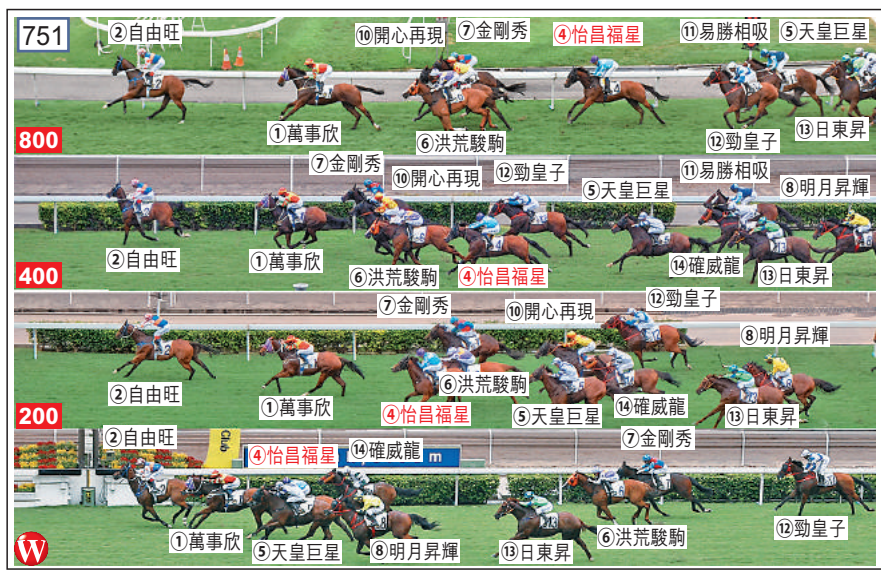 751
②自由旺
⑩開心再現
⑦金剛秀
④怡昌福星
⑪易勝相吸
⑤天皇巨星
①萬事欣
⑥洪荒駿駒
⑫勁皇子
⑬日東昇
800
⑦金剛秀
⑩開心再現
⑫勁皇子
⑤天皇巨星
⑪易勝相吸
⑧明月昇輝
②自由旺
①萬事欣
⑥洪荒駿駒
④怡昌福星
⑭確威龍
⑬日東昇
400
⑦金剛秀
⑩開心再現
⑫勁皇子
⑧明月昇輝
②自由旺
①萬事欣
④怡昌福星
⑥洪荒駿駒
⑤天皇巨星
⑭確威龍
⑬日東昇
200
②自由旺
Club
④怡昌福星
⑭確威龍
m
⑦金剛秀
①萬事欣
⑤天皇巨星
⑧明月昇輝
⑬日東昇
⑥洪荒駿駒
⑫勁皇子
W